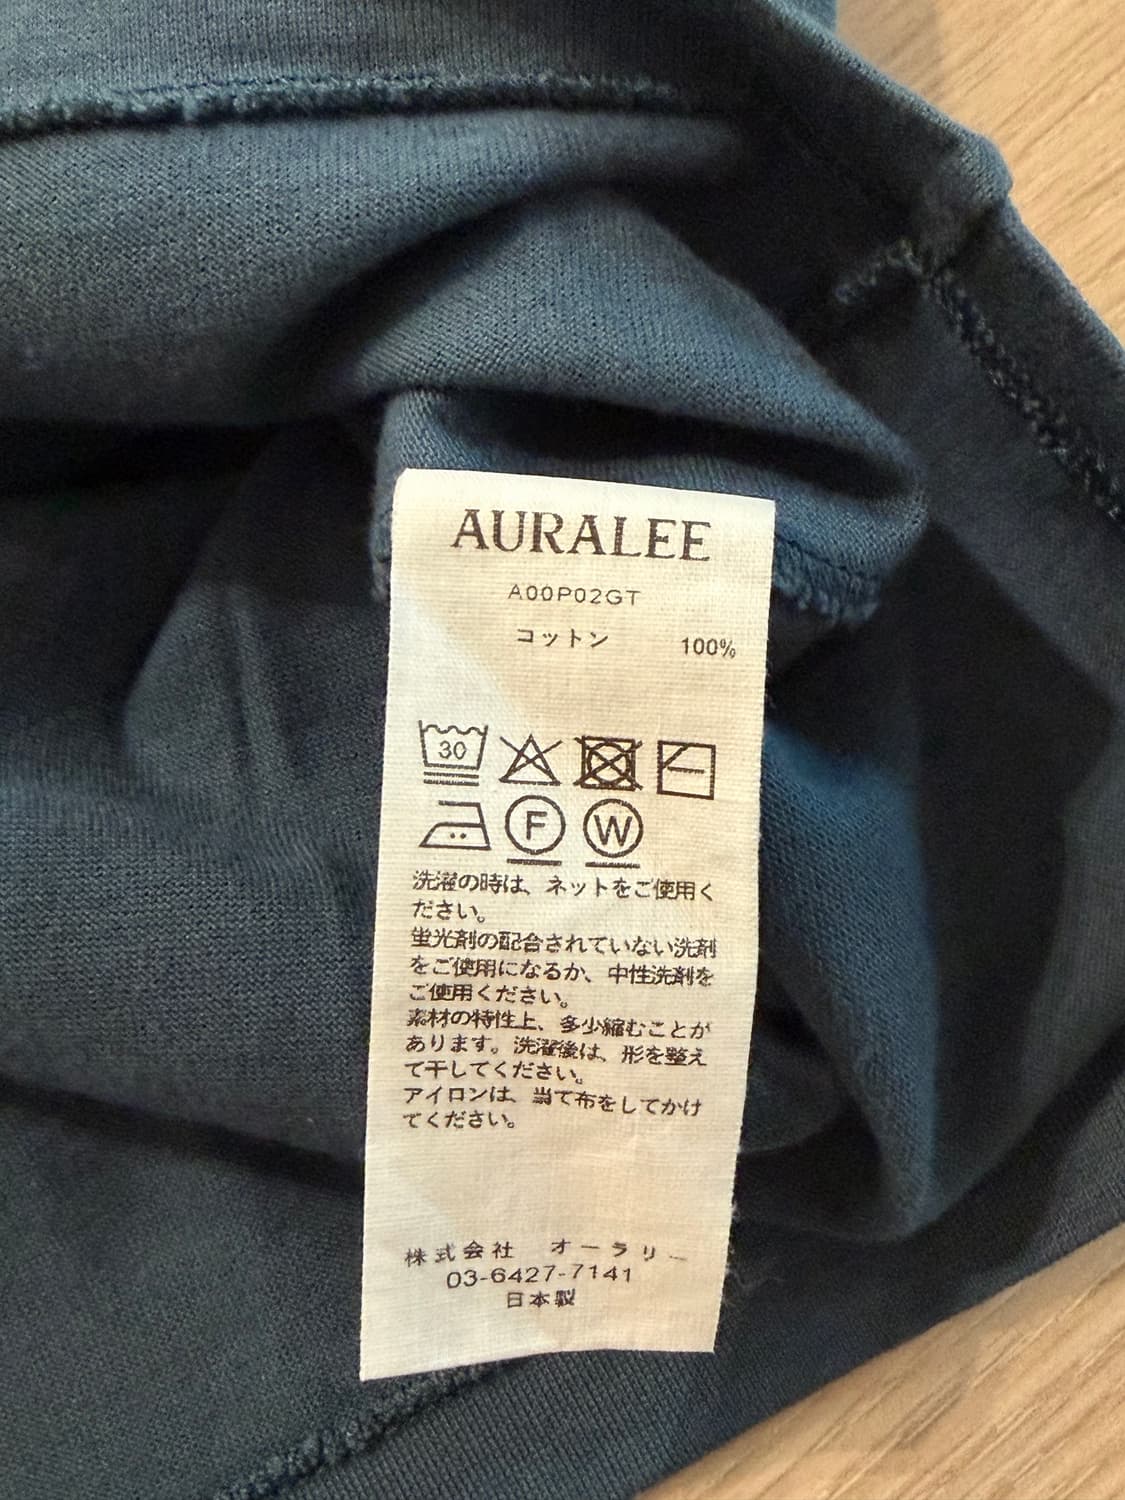 AURALEE
A00P02GT
コットン 100%
30
F W
洗濯の時は、ネットをご使用く
ださい。
蛍光剤の配合されていない洗剤
をご使用になるか、中性洗剤を
ご使用ください。
素材の特性上、多少縮むことが
あります。洗濯後は、形を整え
て干してください。
アイロンは、当て布をしてかけ
てください。
株式会社 オーラリー
03-6427-7141
日本製